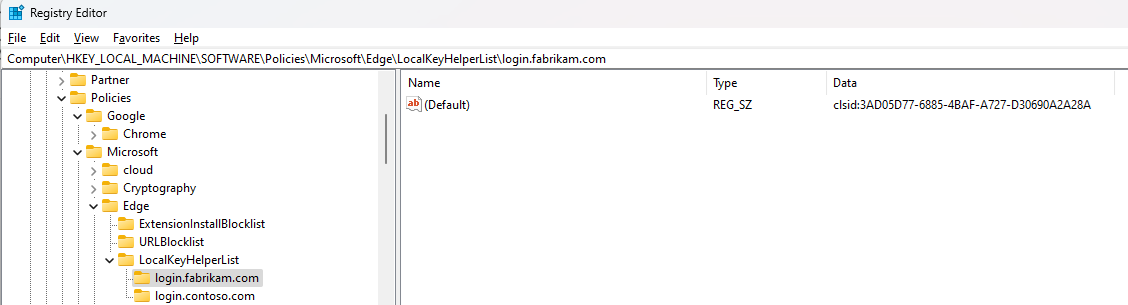 Registry Editor
File Edit View Favorites Help
Computer\HKEY_LOCAL_MACHINE\SOFTWARE\Policies\Microsoft\Edge\LocalKeyHelperList\login.fabrikam.com
Partner
Policies
Google
Chrome
Microsoft
cloud
Cryptography
Edge
ExtensionInstallBlocklist
URLBlocklist
LocalKeyHelperList
login.fabrikam.com
login.contoso.com
Name Type Data
ab (Default) REG_SZ clsid:3AD05D77-6885-4BAF-A727-D30690A2A28A